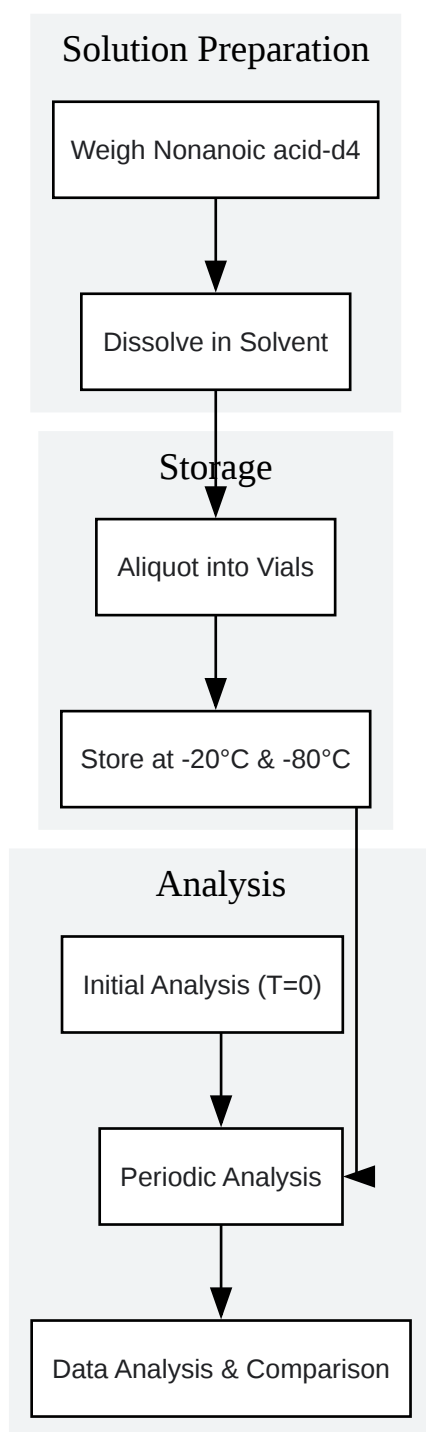 Solution Preparation
Weigh Nonanoic acid-d4
Dissolve in Solvent
Storage
Aliquot into Vials
Store at -20°C & -80°C
Analysis
Initial Analysis (T=0)
Periodic Analysis
Data Analysis & Comparison